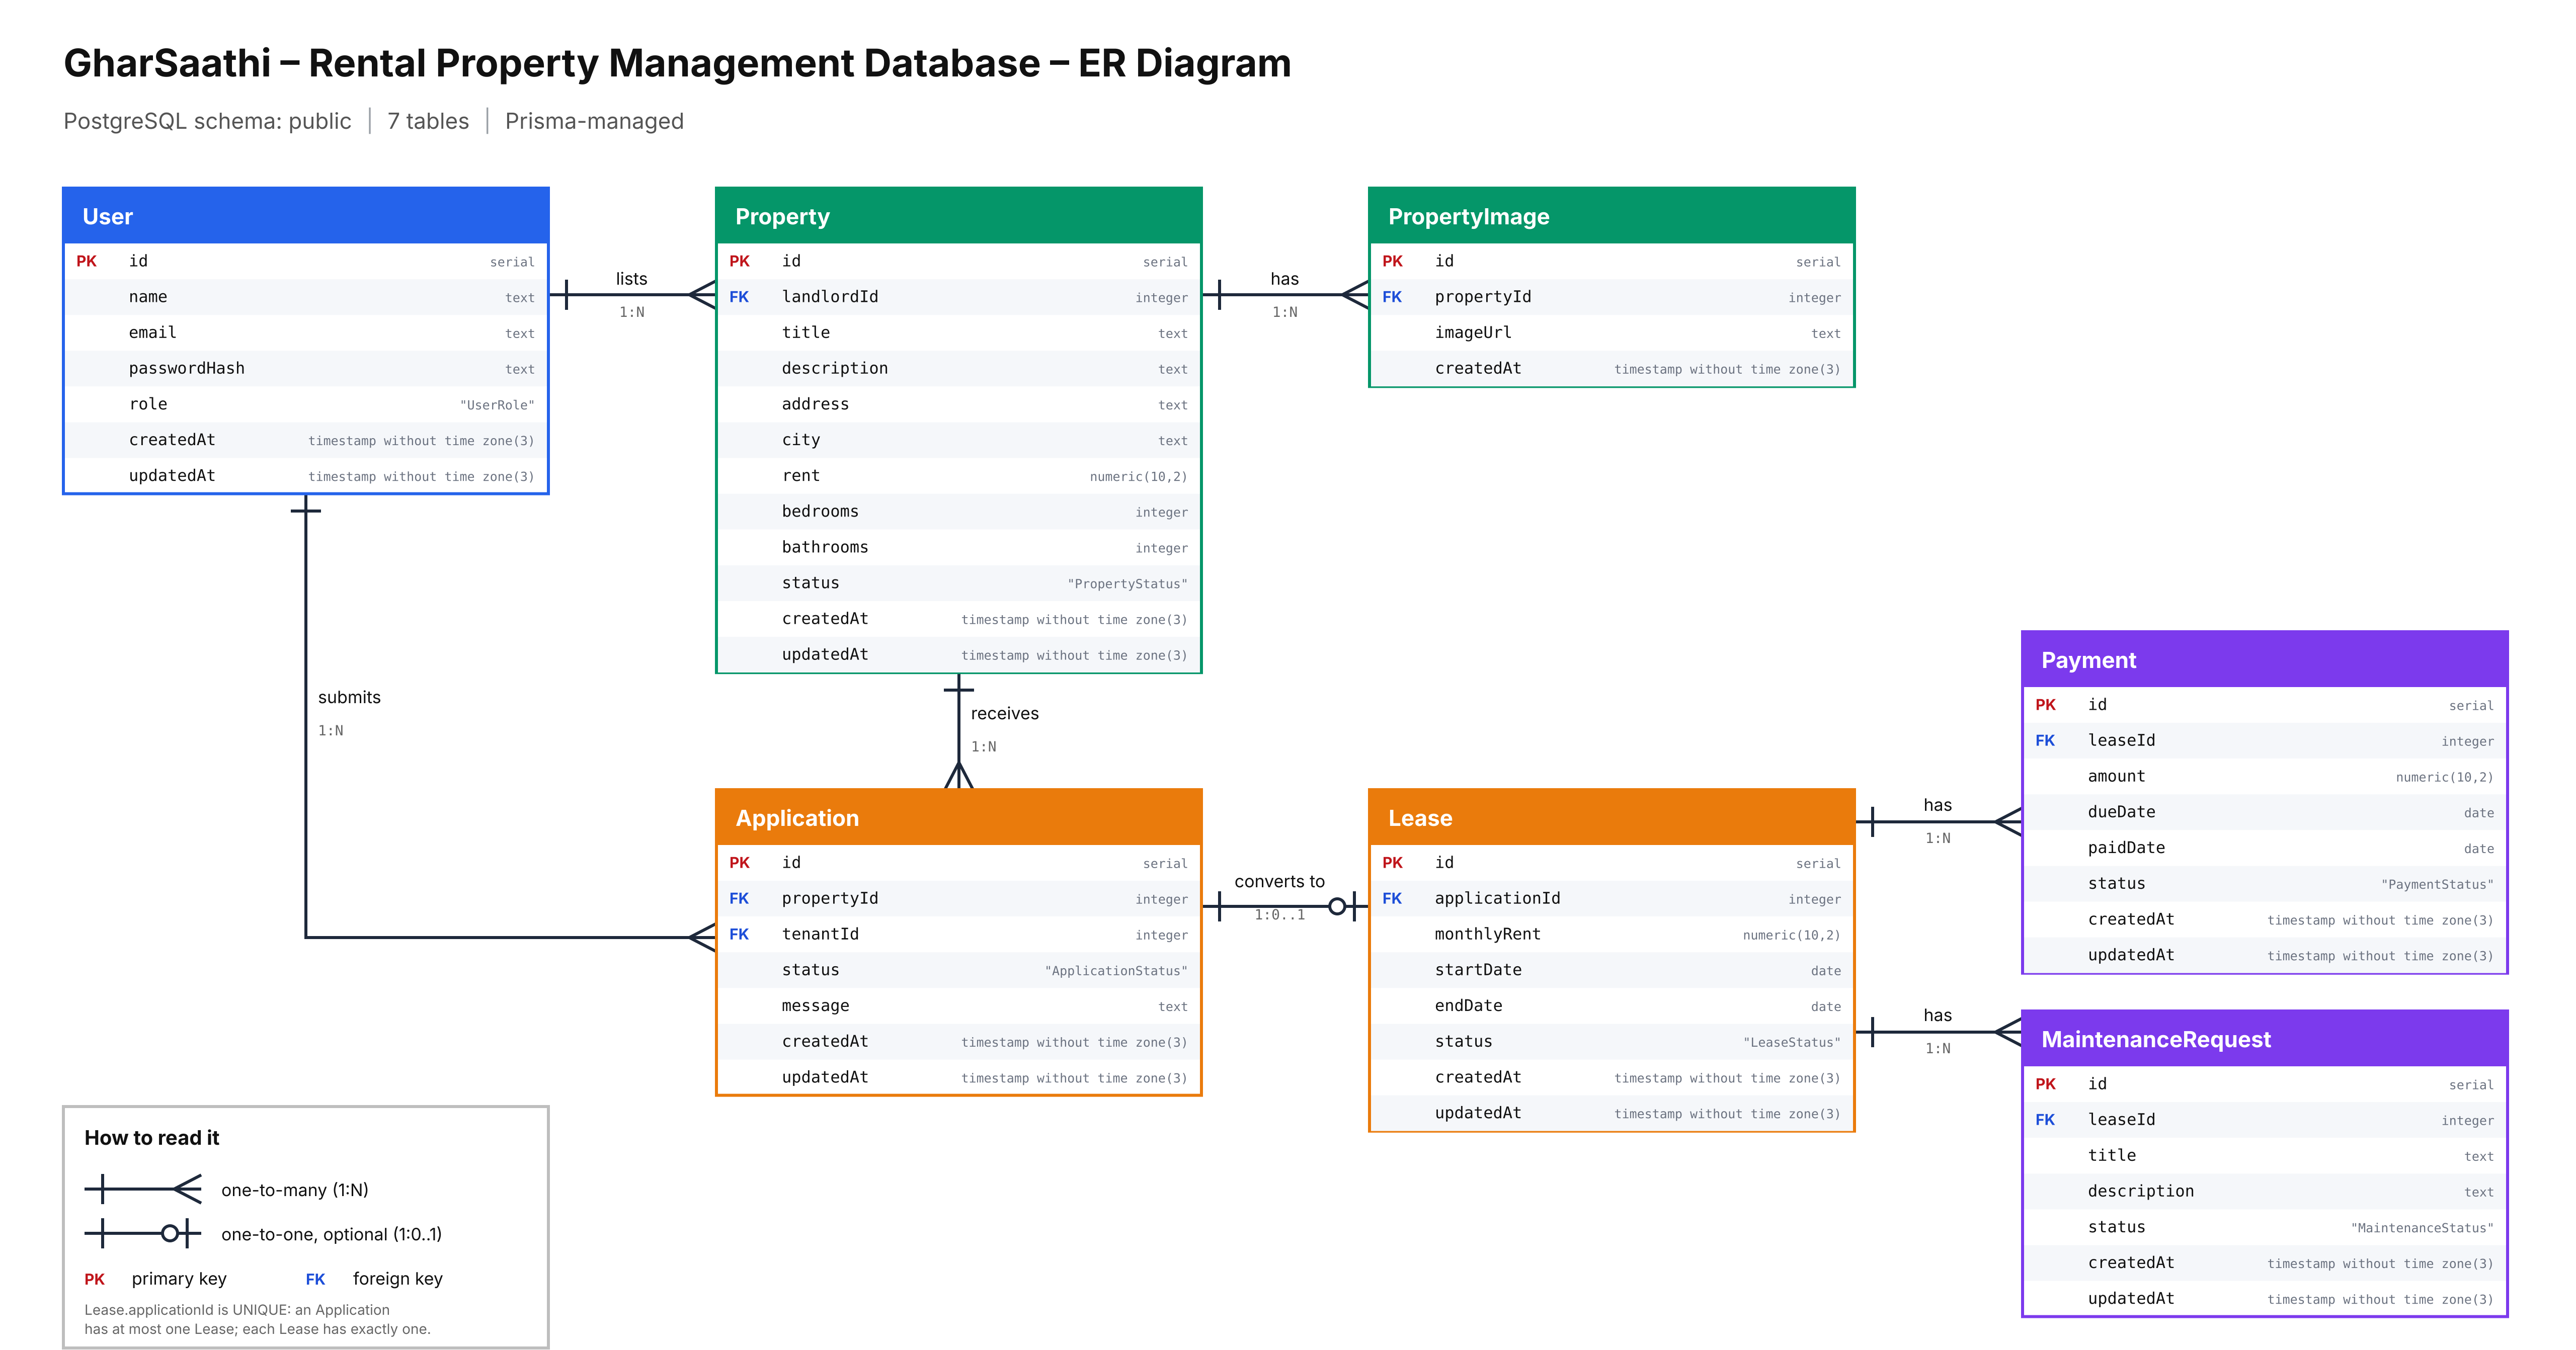 GharSaathi – Rental Property Management Database – ER Diagram
PostgreSQL schema: public | 7 tables | Prisma-managed
User
PK id serial
name text
email text
passwordHash text
role "UserRole"
createdAt timestamp without time zone(3)
updatedAt timestamp without time zone(3)
lists
1:N
Property
PK id serial
FK landlordId integer
title text
description text
address text
city text
rent numeric(10,2)
bedrooms integer
bathrooms integer
status "PropertyStatus"
createdAt timestamp without time zone(3)
updatedAt timestamp without time zone(3)
has
1:N
PropertyImage
PK id serial
FK propertyId integer
imageUrl text
createdAt timestamp without time zone(3)
submits
1:N
receives
1:N
Application
PK id serial
FK propertyId integer
FK tenantId integer
status "ApplicationStatus"
message text
createdAt timestamp without time zone(3)
updatedAt timestamp without time zone(3)
converts to
1:0..1
Lease
PK id serial
FK applicationId integer
monthlyRent numeric(10,2)
startDate date
endDate date
status "LeaseStatus"
createdAt timestamp without time zone(3)
updatedAt timestamp without time zone(3)
has
1:N
Payment
PK id serial
FK leaseId integer
amount numeric(10,2)
dueDate date
paidDate date
status "PaymentStatus"
createdAt timestamp without time zone(3)
updatedAt timestamp without time zone(3)
has
1:N
MaintenanceRequest
PK id serial
FK leaseId integer
title text
description text
status "MaintenanceStatus"
createdAt timestamp without time zone(3)
updatedAt timestamp without time zone(3)
How to read it
one-to-many (1:N)
one-to-one, optional (1:0..1)
PK primary key FK foreign key
Lease.applicationId is UNIQUE: an Application
has at most one Lease; each Lease has exactly one.